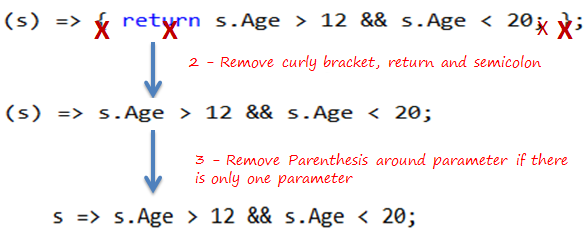 (s) => { return s.Age > 12 && s.Age < 20; };
X X X X
2 - Remove curly bracket, return and semicolon
(s) => s.Age > 12 && s.Age < 20;
3 - Remove Parenthesis around parameter if there
is only one parameter
s => s.Age > 12 && s.Age < 20;